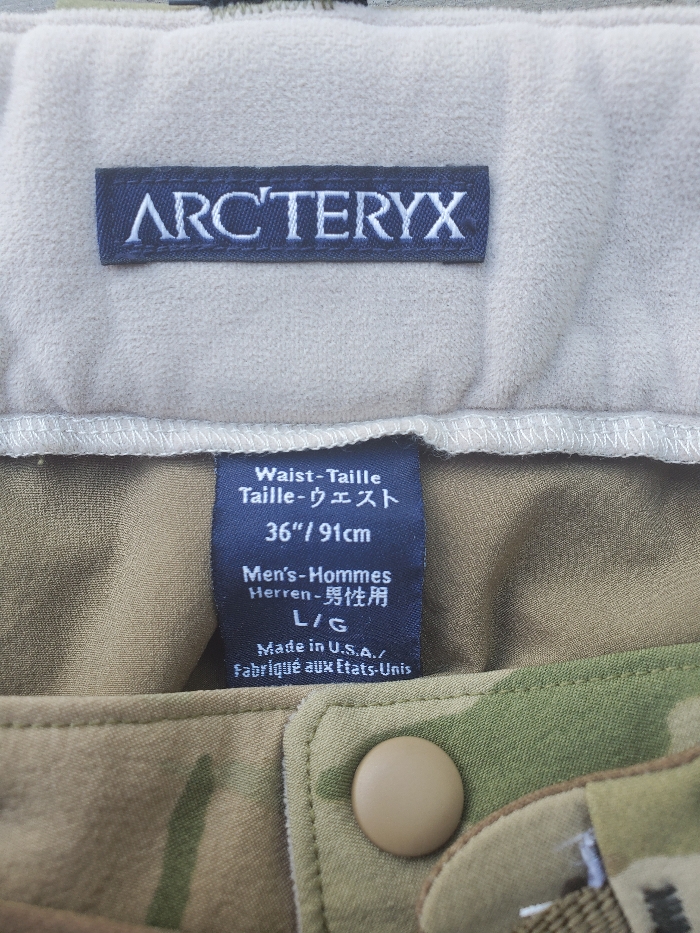 ARC'TERYX
Waist-Taille
Taille-ウエスト
36"/91cm
Men's-Hommes
Herren-男性用
L/G
Made in U.S.A./
Fabriqué aux Etats-Unis